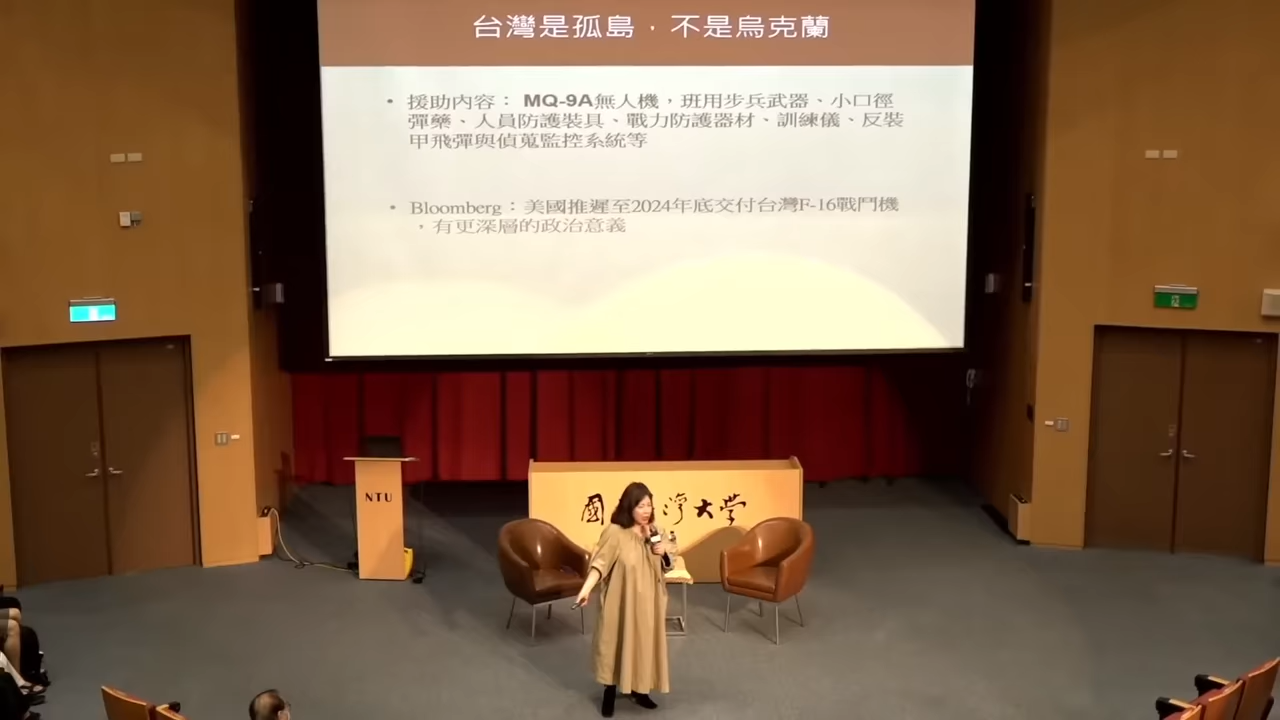 台灣是孤島，不是烏克蘭
• 援助內容： MQ-9A無人機，班用步兵武器、小口徑
彈藥、人員防護裝具、戰力防護器材、訓練儀、反裝
甲飛彈與偵蒐監控系統等
• Bloomberg：美國推遲至2024年底交付台灣F-16戰鬥機
，有更深層的政治意義
NTU
國 灣大学